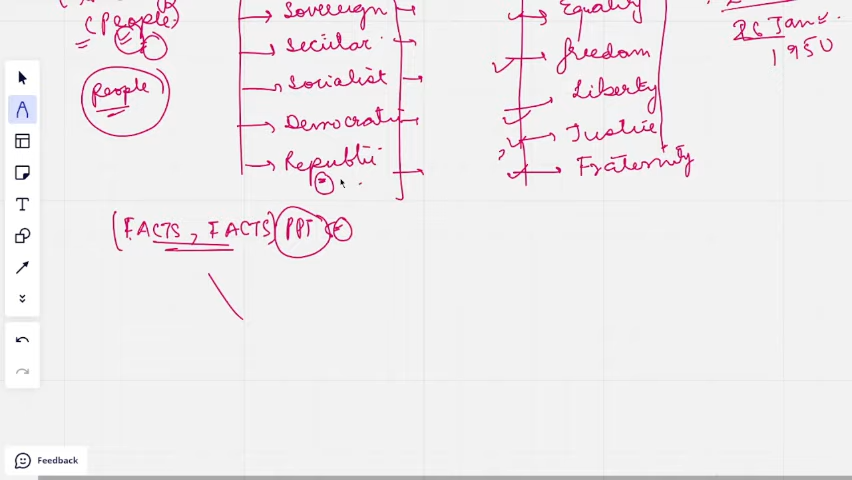 (People)
People
Sovereign
Secular
Socialist
Democratic
Republic
Equality
freedom
Liberty
Justice
Fraternity
26 Jan
1950
(FACTS, FACTS) PPT
T
Feedback